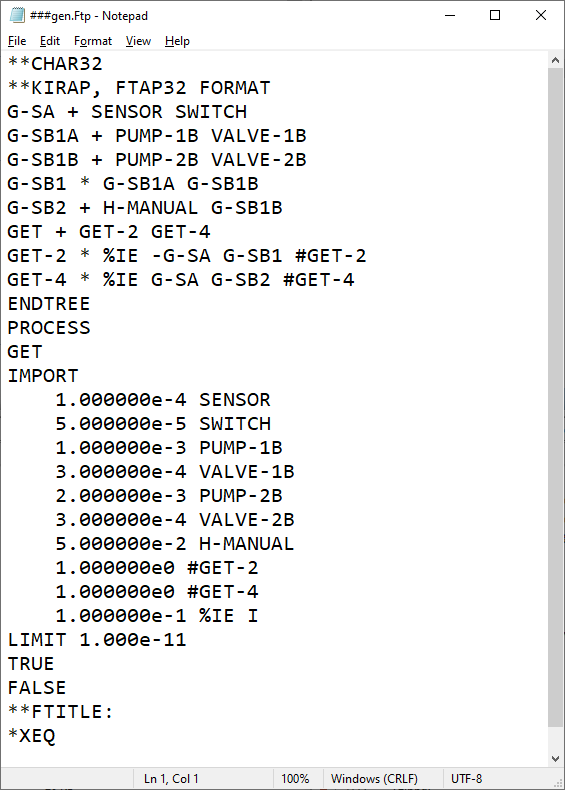 ###gen.Ftp - Notepad
File Edit Format View Help
**CHAR32
**KIRAP, FTAP32 FORMAT
G-SA + SENSOR SWITCH
G-SB1A + PUMP-1B VALVE-1B
G-SB1B + PUMP-2B VALVE-2B
G-SB1 * G-SB1A G-SB1B
G-SB2 + H-MANUAL G-SB1B
GET + GET-2 GET-4
GET-2 * %IE -G-SA G-SB1 #GET-2
GET-4 * %IE G-SA G-SB2 #GET-4
ENDTREE
PROCESS
GET
IMPORT
    1.000000e-4 SENSOR
    5.000000e-5 SWITCH
    1.000000e-3 PUMP-1B
    3.000000e-4 VALVE-1B
    2.000000e-3 PUMP-2B
    3.000000e-4 VALVE-2B
    5.000000e-2 H-MANUAL
    1.000000e0 #GET-2
    1.000000e0 #GET-4
    1.000000e-1 %IE I
LIMIT 1.000e-11
TRUE
FALSE
**FTITLE:
*XEQ
Ln 1, Col 1 100% Windows (CRLF) UTF-8